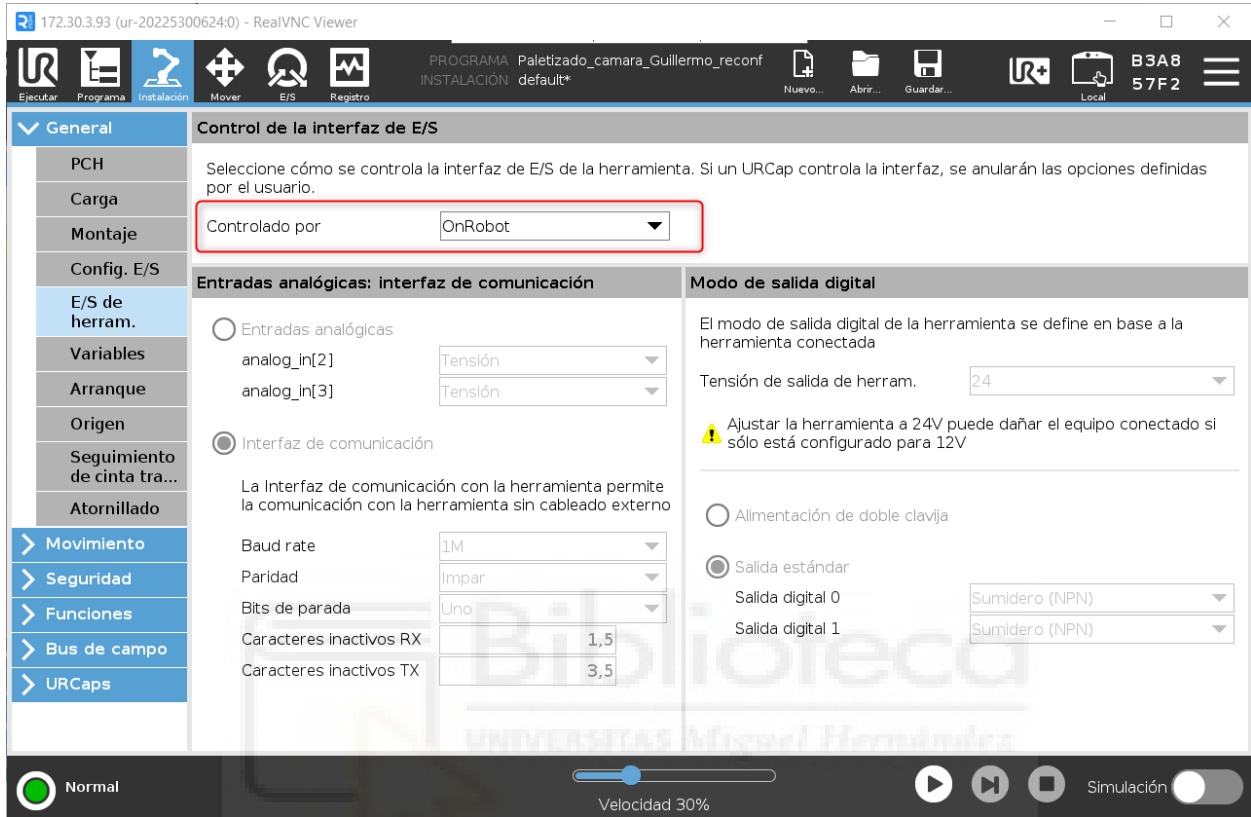 172.30.3.93 (ur-20225300624:0) - RealVNC Viewer
UR
Ejecutar
Programa
Instalación
Mover
E/S
Registro
PROGRAMA Paletizado_camara_Guillermo_reconf
INSTALACIÓN default*
Nuevo...
Abrir...
Guardar...
UR+
Local
B3A8
57F2
General
PCH
Carga
Montaje
Config. E/S
E/S de
herram.
Variables
Arranque
Origen
Seguimiento
de cinta tra...
Atornillado
Movimiento
Seguridad
Funciones
Bus de campo
URCaps
Control de la interfaz de E/S
Seleccione cómo se controla la interfaz de E/S de la herramienta. Si un URCap controla la interfaz, se anularán las opciones definidas
por el usuario.
Controlado por OnRobot
Entradas analógicas: interfaz de comunicación
Entradas analógicas
analog_in[2] Tensión
analog_in[3] Tensión
Interfaz de comunicación
La Interfaz de comunicación con la herramienta permite
la comunicación con la herramienta sin cableado externo
Baud rate 1M
Paridad Impar
Bits de parada Uno
Caracteres inactivos RX 1,5
Caracteres inactivos TX 3,5
Modo de salida digital
El modo de salida digital de la herramienta se define en base a la
herramienta conectada
Tensión de salida de herram. 24
Ajustar la herramienta a 24V puede dañar el equipo conectado si
sólo está configurado para 12V
Alimentación de doble clavija
Salida estándar
Salida digital 0 Sumidero (NPN)
Salida digital 1 Sumidero (NPN)
Biblioteca
UNIVERSITAS Miguel Hernández
Normal
Velocidad 30%
Simulación